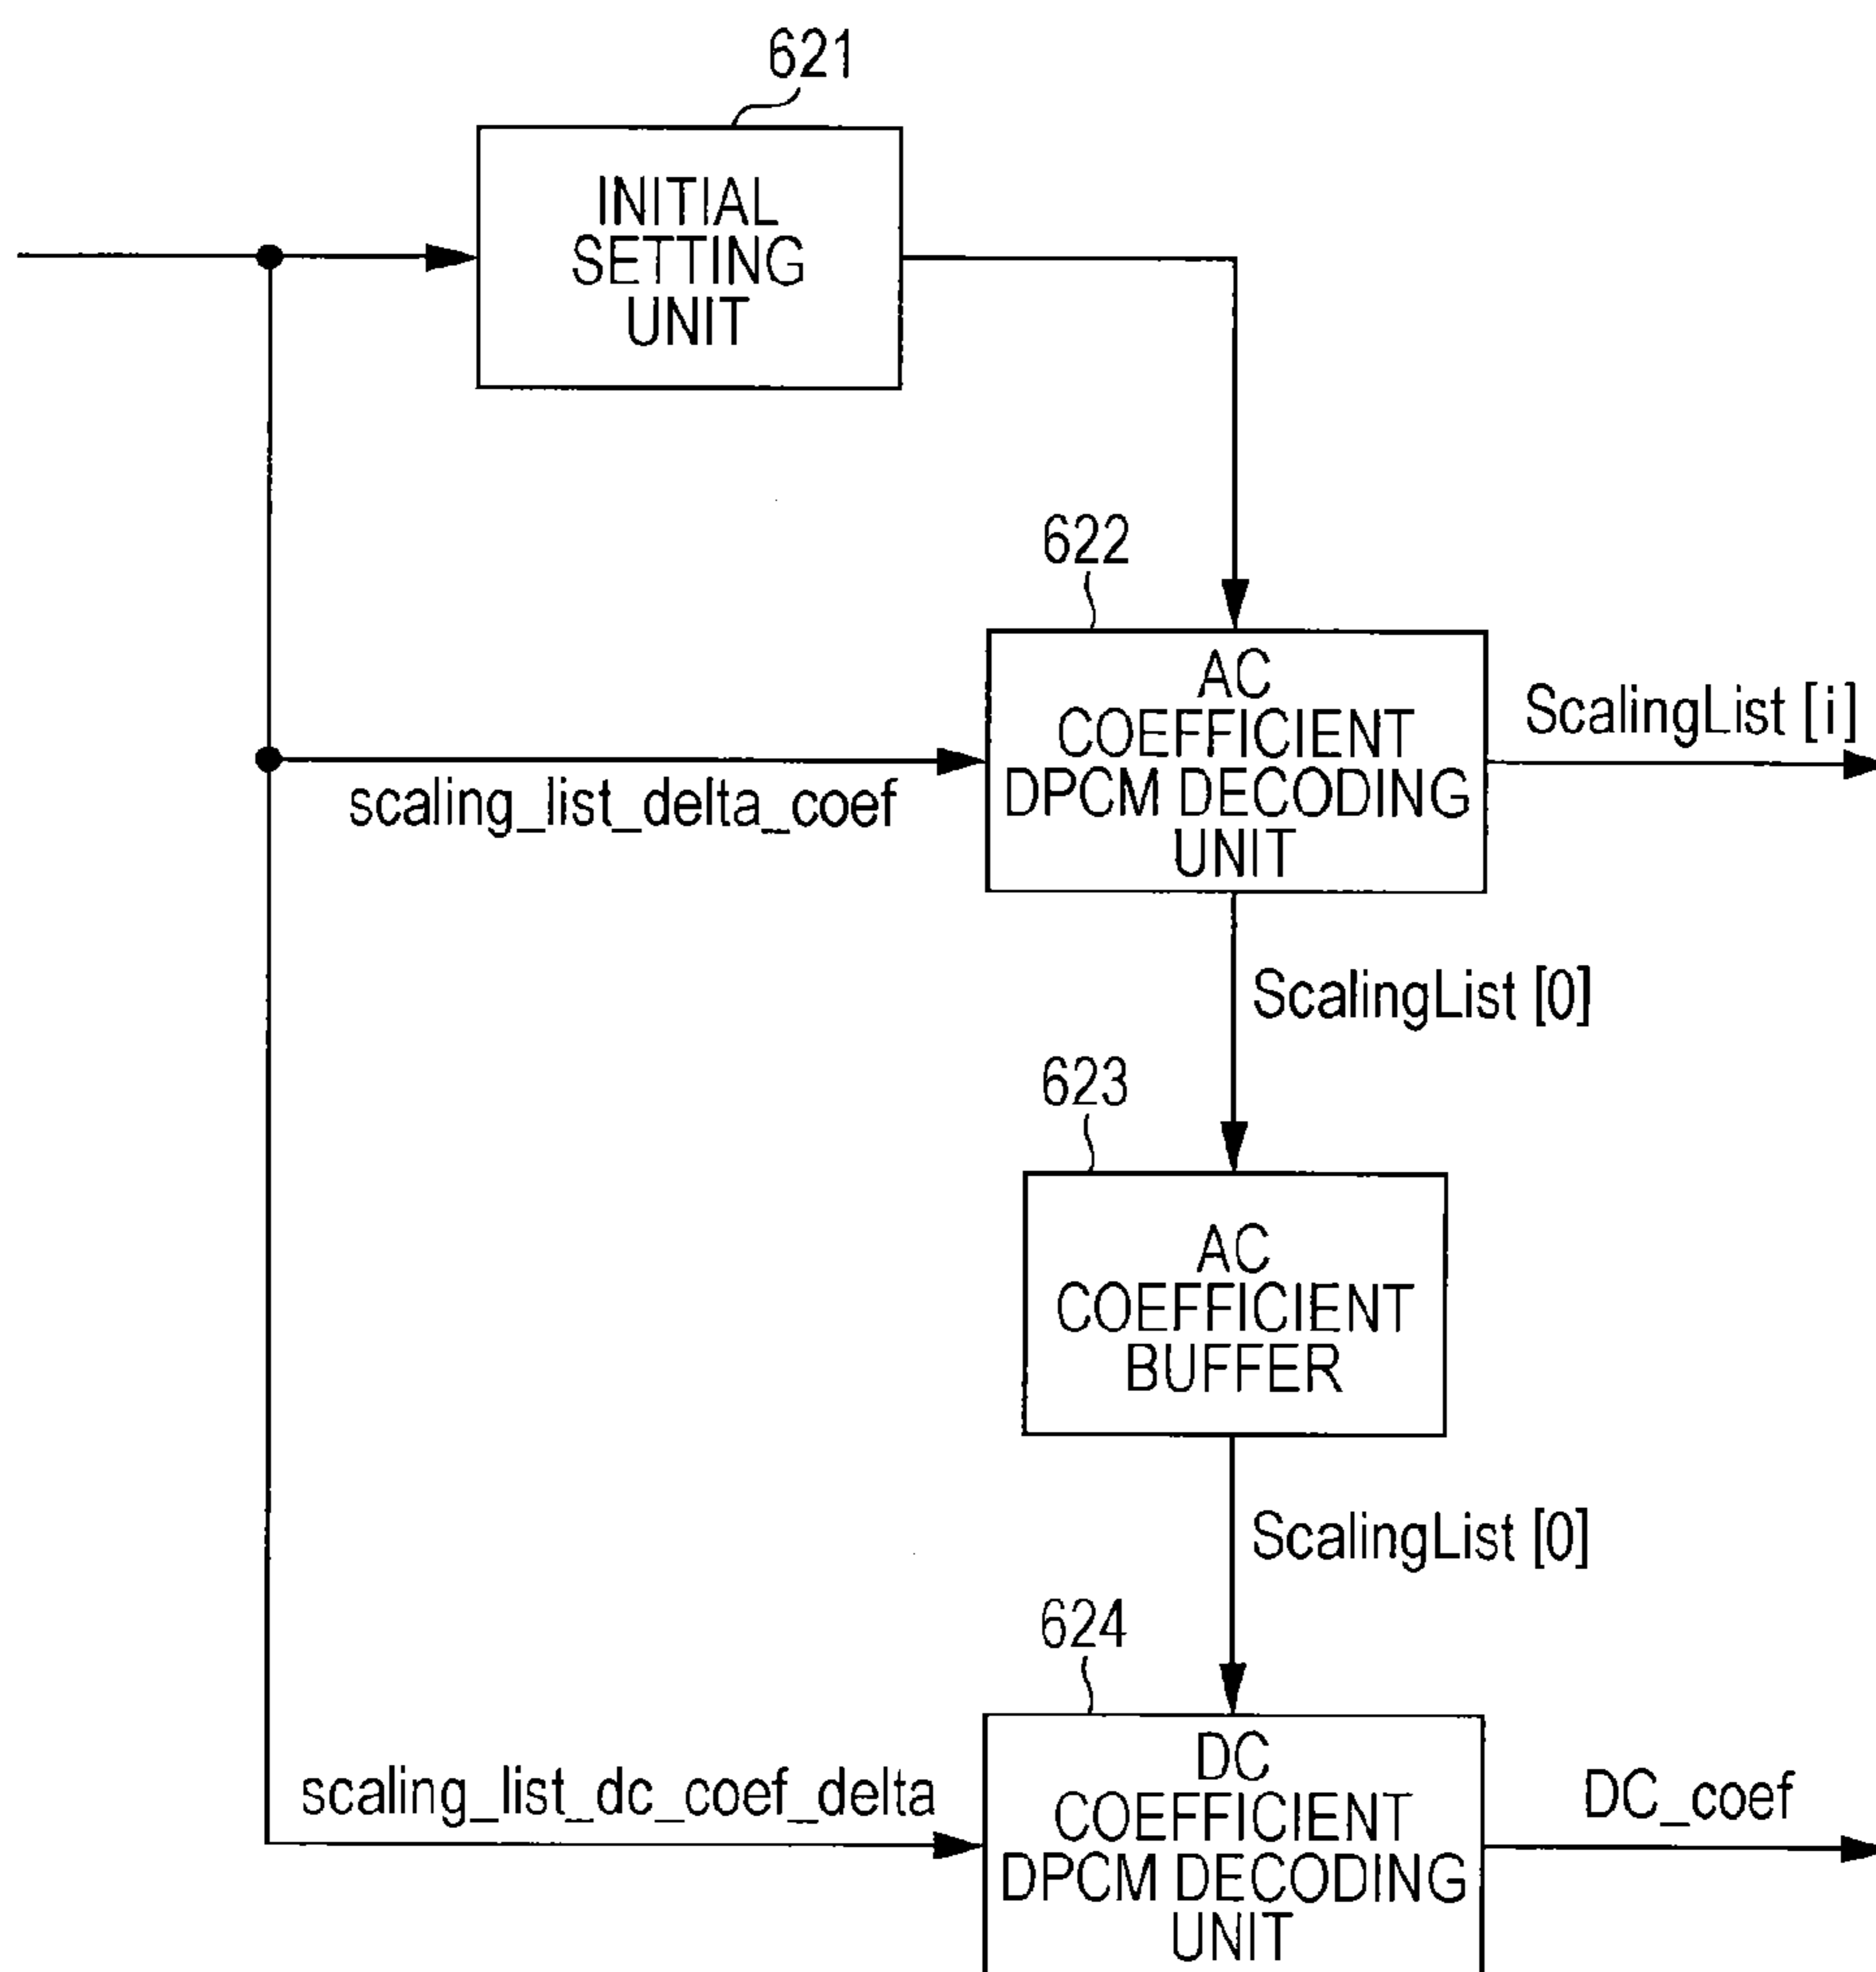 621
INITIAL
SETTING
UNIT
622
AC
COEFFICIENT
DPCM DECODING
UNIT
ScalingList [i]
scaling_list_delta_coef
ScalingList [0]
623
AC
COEFFICIENT
BUFFER
ScalingList [0]
624
DC
COEFFICIENT
DPCM DECODING
UNIT
scaling_list_dc_coef_delta
DC_coef